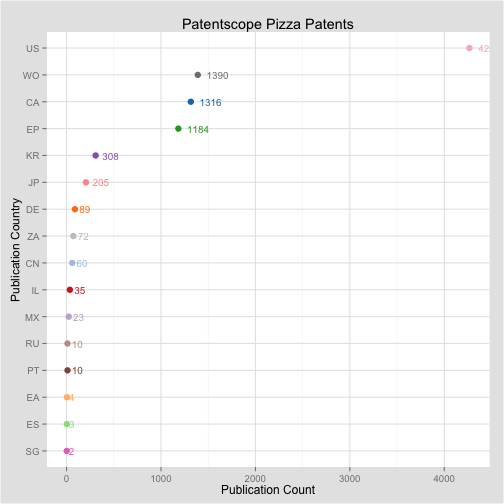 Patentscope Pizza Patents
Publication Country
US 42
WO 1390
CA 1316
EP 1184
KR 308
JP 205
DE 89
ZA 72
CN 60
IL 35
MX 23
RU 10
PT 10
EA 4
ES 3
SG 2
0 1000 2000 3000 4000
Publication Count